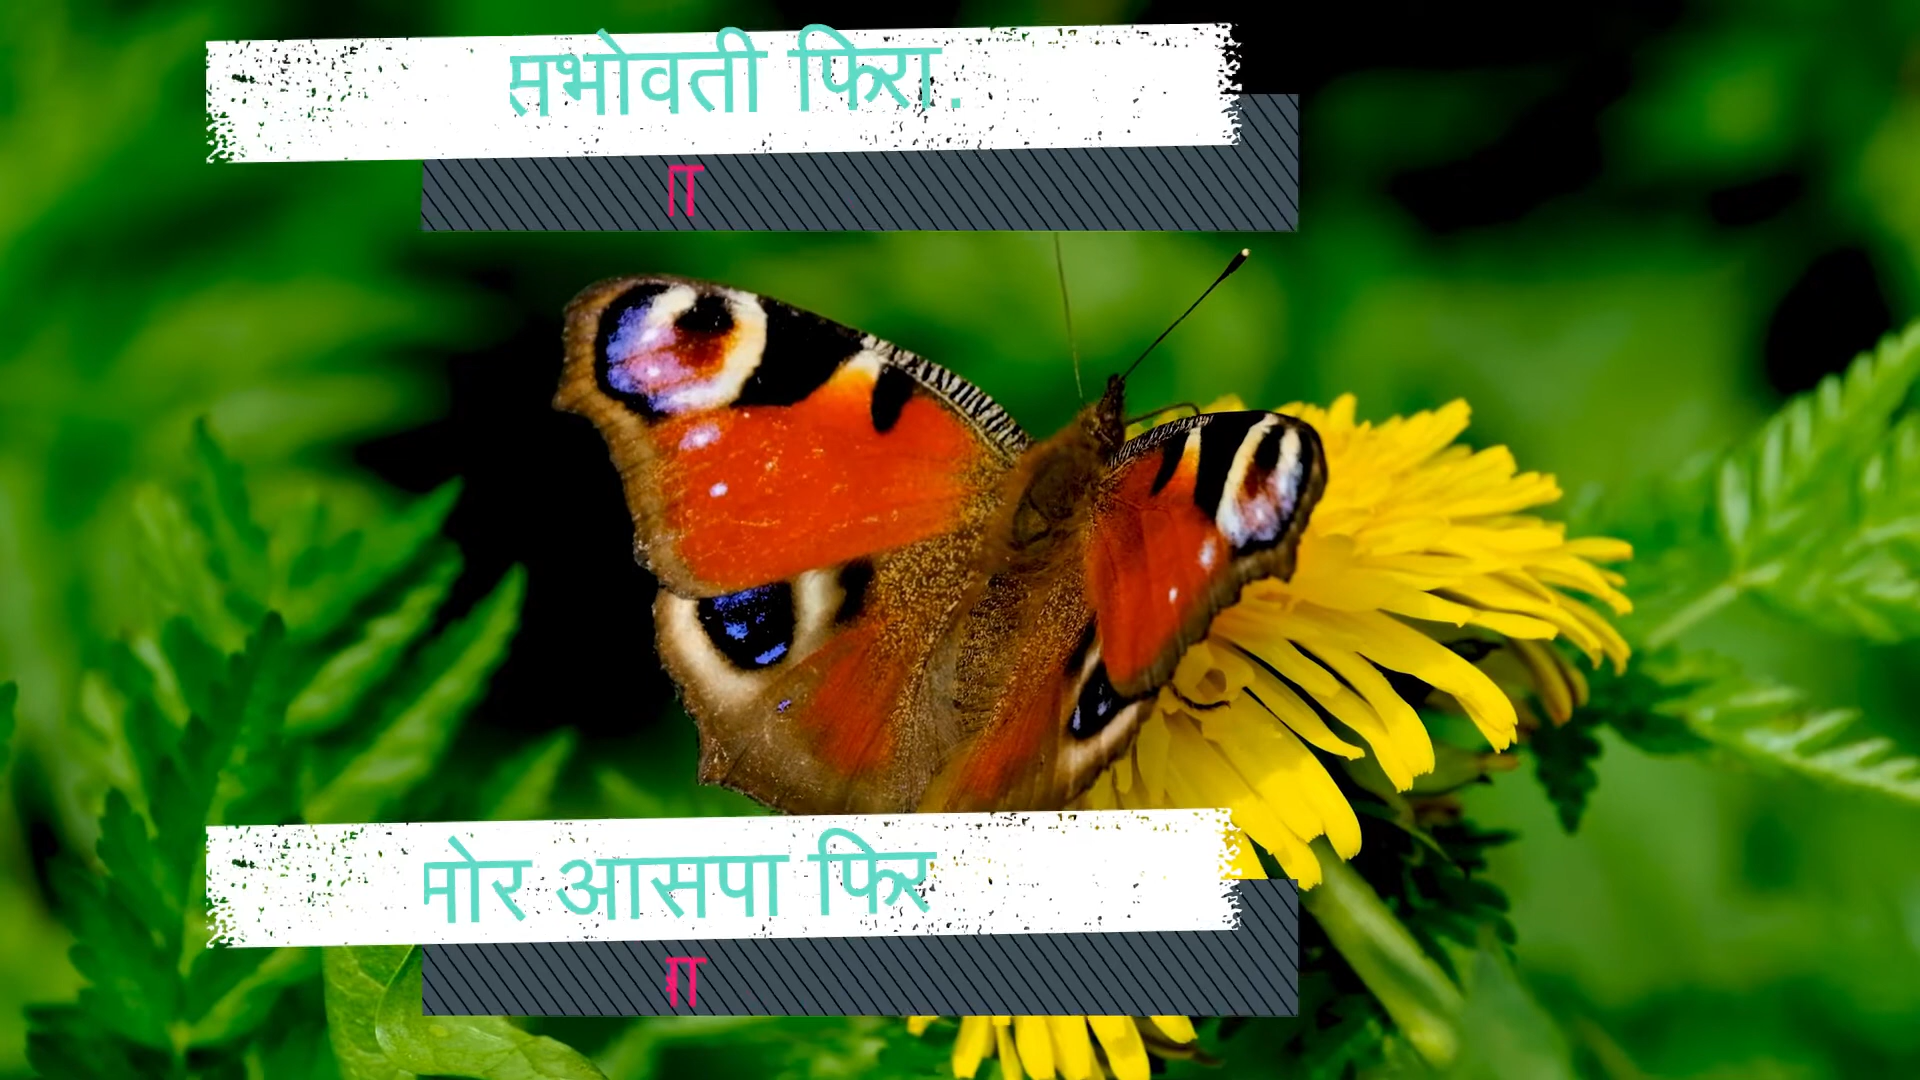 सभोवती फिरा.
मोर आसपा फिर